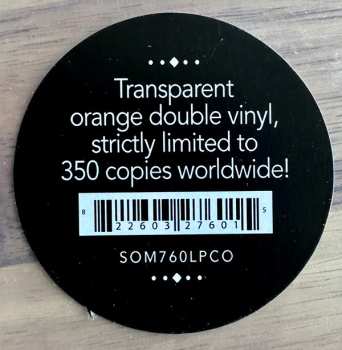 Transparent
orange double vinyl,
strictly limited to
350 copies worldwide!
8 22603 27601 5
SOM760LPCO